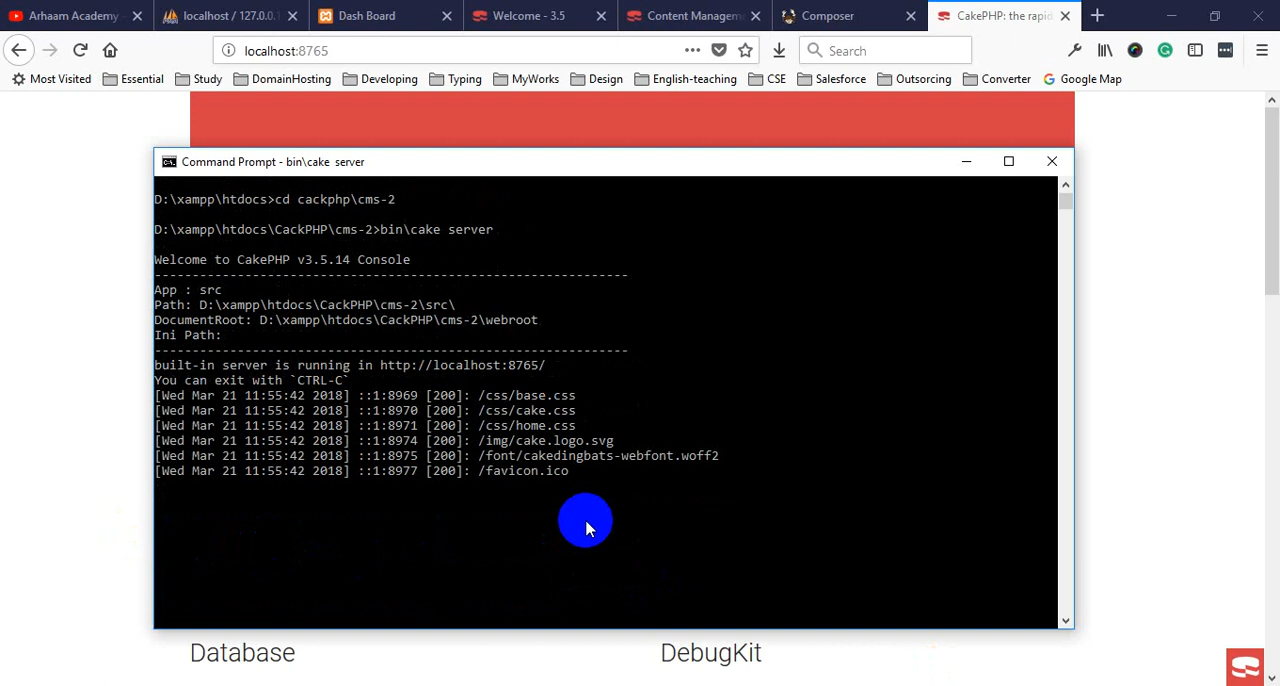 Arhaam Academy -
localhost / 127.0.0.1
Dash Board
Welcome - 3.5
Content Managem
Composer
CakePHP: the rapid
localhost:8765
Search
Most Visited
Essential
Study
DomainHosting
Developing
Typing
MyWorks
Design
English-teaching
CSE
Salesforce
Outsorcing
Converter
Google Map
Command Prompt - bin\cake server
D:\xampp\htdocs>cd cackphp\cms-2
D:\xampp\htdocs\CackPHP\cms-2>bin\cake server
Welcome to CakePHP v3.5.14 Console
---------------------------------------------------------------
App : src
Path: D:\xampp\htdocs\CackPHP\cms-2\src\
DocumentRoot: D:\xampp\htdocs\CackPHP\cms-2\webroot
Ini Path:
---------------------------------------------------------------
built-in server is running in http://localhost:8765/
You can exit with `CTRL-C`
[Wed Mar 21 11:55:42 2018] ::1:8969 [200]: /css/base.css
[Wed Mar 21 11:55:42 2018] ::1:8970 [200]: /css/cake.css
[Wed Mar 21 11:55:42 2018] ::1:8971 [200]: /css/home.css
[Wed Mar 21 11:55:42 2018] ::1:8974 [200]: /img/cake.logo.svg
[Wed Mar 21 11:55:42 2018] ::1:8975 [200]: /font/cakedingbats-webfont.woff2
[Wed Mar 21 11:55:42 2018] ::1:8977 [200]: /favicon.ico
Database
DebugKit